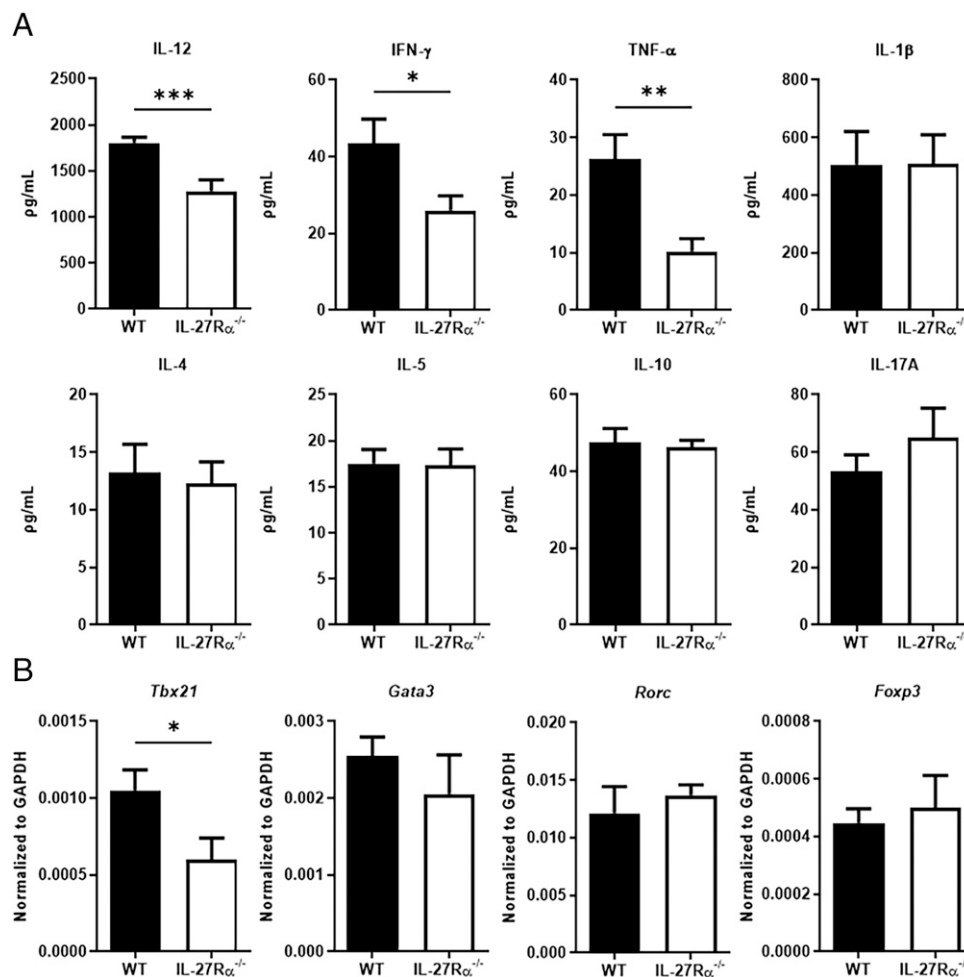 A
IL-12 IFN-γ TNF-α IL-1β
*** * **
2500 2000 1500 1000 500 0 ρg/mL
60 40 20 0 ρg/mL
40 30 20 10 0 ρg/mL
800 600 400 200 0 ρg/mL
WT IL-27Rα-/- WT IL-27Rα-/- WT IL-27Rα-/- WT IL-27Rα-/-
IL-4 IL-5 IL-10 IL-17A
20 15 10 5 0 ρg/mL
25 20 15 10 5 0 ρg/mL
60 40 20 0 ρg/mL
80 60 40 20 0 ρg/mL
WT IL-27Rα-/- WT IL-27Rα-/- WT IL-27Rα-/- WT IL-27Rα-/-
B
Tbx21 Gata3 Rorc Foxp3
*
0.0015 0.0010 0.0005 0.0000 Normalized to GAPDH
0.003 0.002 0.001 0.000 Normalized to GAPDH
0.020 0.015 0.010 0.005 0.000 Normalized to GAPDH
0.0008 0.0006 0.0004 0.0002 0.0000 Normalized to GAPDH
WT IL-27Rα-/- WT IL-27Rα-/- WT IL-27Rα-/- WT IL-27Rα-/-